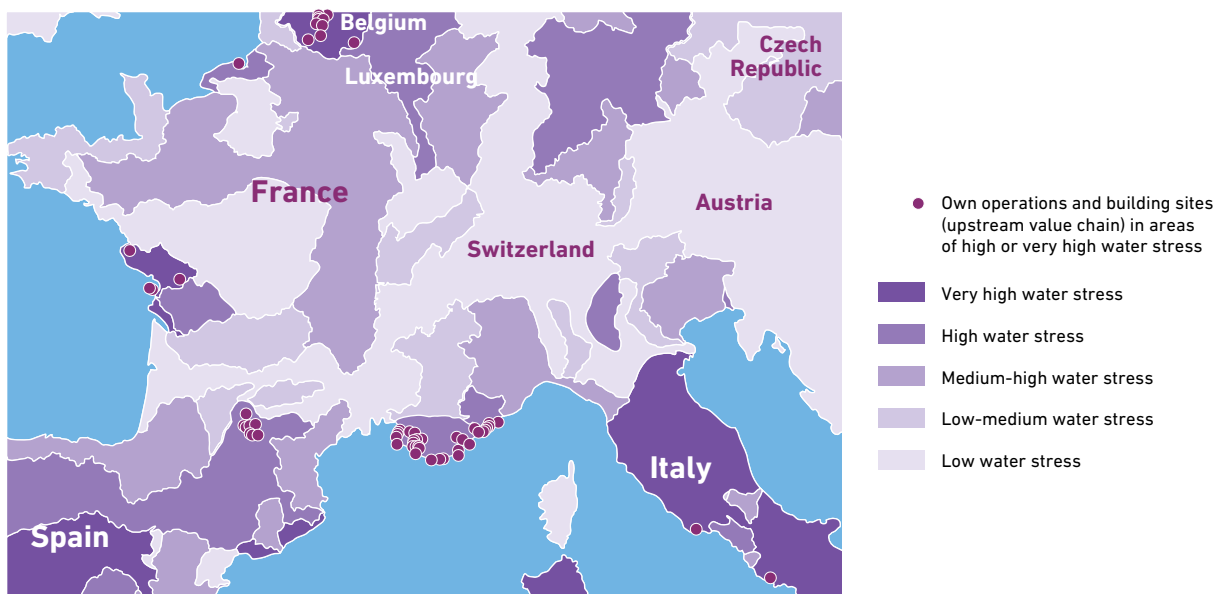 Belgium
Czech
Republic
Luxembourg
France
Austria
Switzerland
Italy
Spain
Own operations and building sites
(upstream value chain) in areas
of high or very high water stress
Very high water stress
High water stress
Medium-high water stress
Low-medium water stress
Low water stress